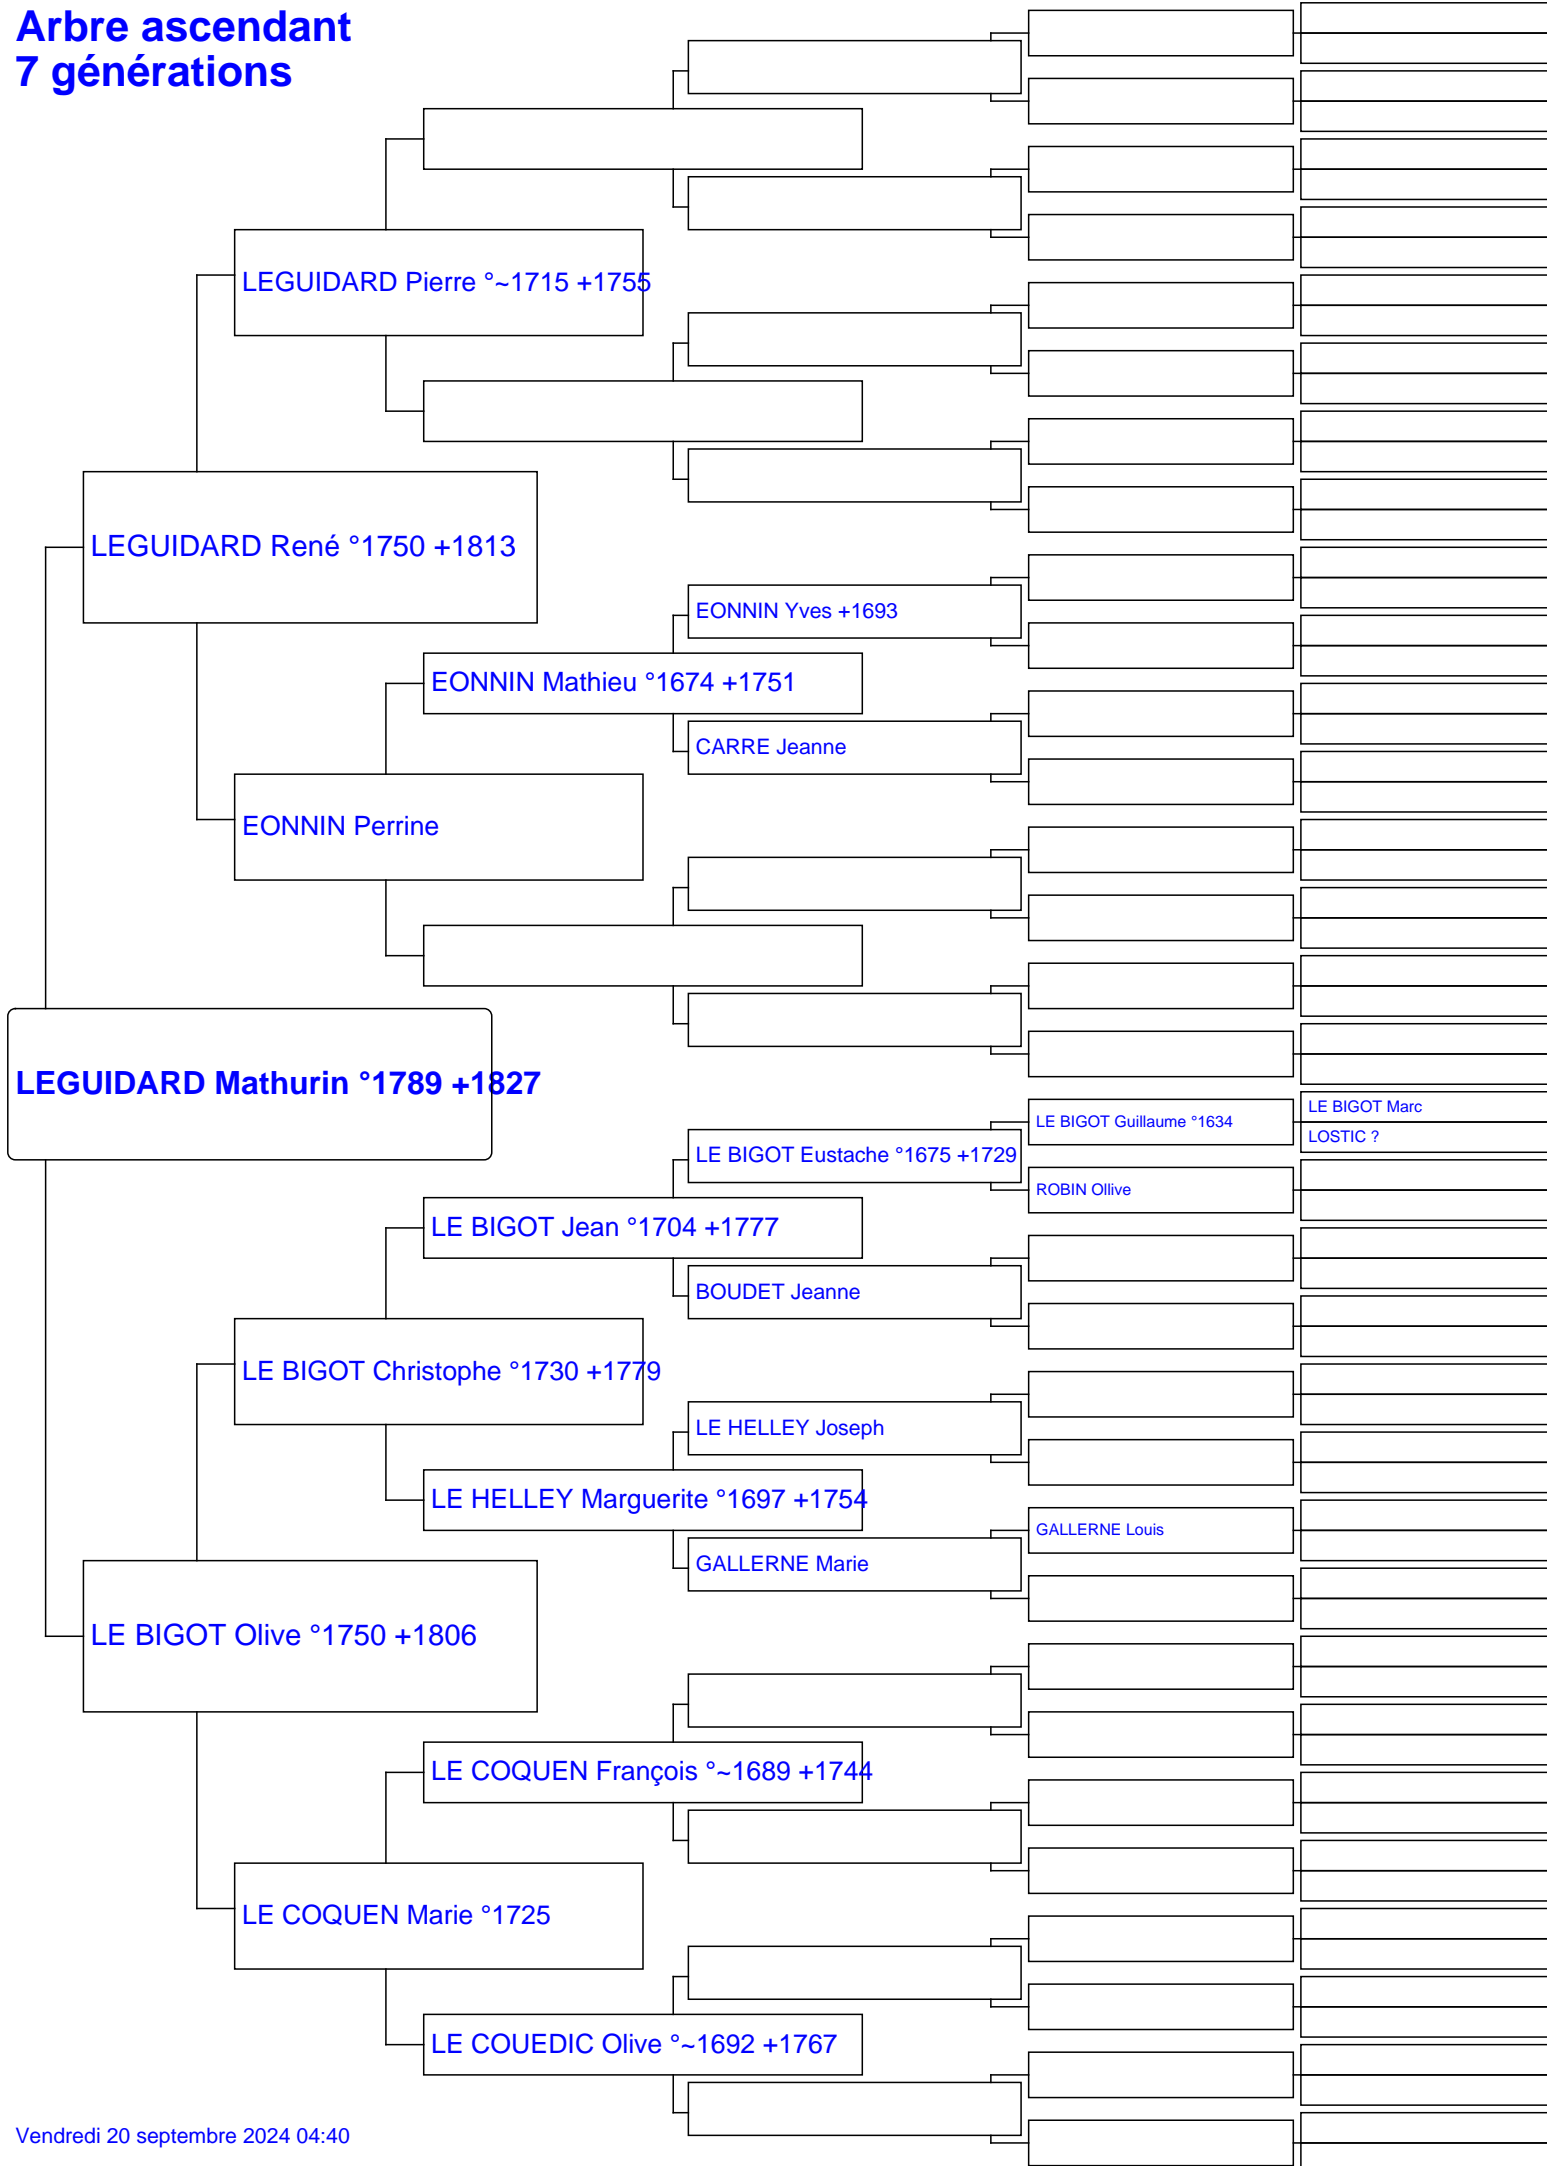 Arbre ascendant
7 générations
LEGUIDARD Pierre °~1715 +1755
LEGUIDARD René °1750 +1813
EONNIN Yves +1693
EONNIN Mathieu °1674 +1751
CARRE Jeanne
EONNIN Perrine
LEGUIDARD Mathurin °1789 +1827
LE BIGOT Marc
LE BIGOT Guillaume °1634
LOSTIC ?
LE BIGOT Eustache °1675 +1729
ROBIN Ollive
LE BIGOT Jean °1704 +1777
BOUDET Jeanne
LE BIGOT Christophe °1730 +1779
LE HELLEY Joseph
LE HELLEY Marguerite °1697 +1754
GALLERNE Louis
GALLERNE Marie
LE BIGOT Olive °1750 +1806
LE COQUEN François °~1689 +1744
LE COQUEN Marie °1725
LE COUEDIC Olive °~1692 +1767
Vendredi 20 septembre 2024 04:40